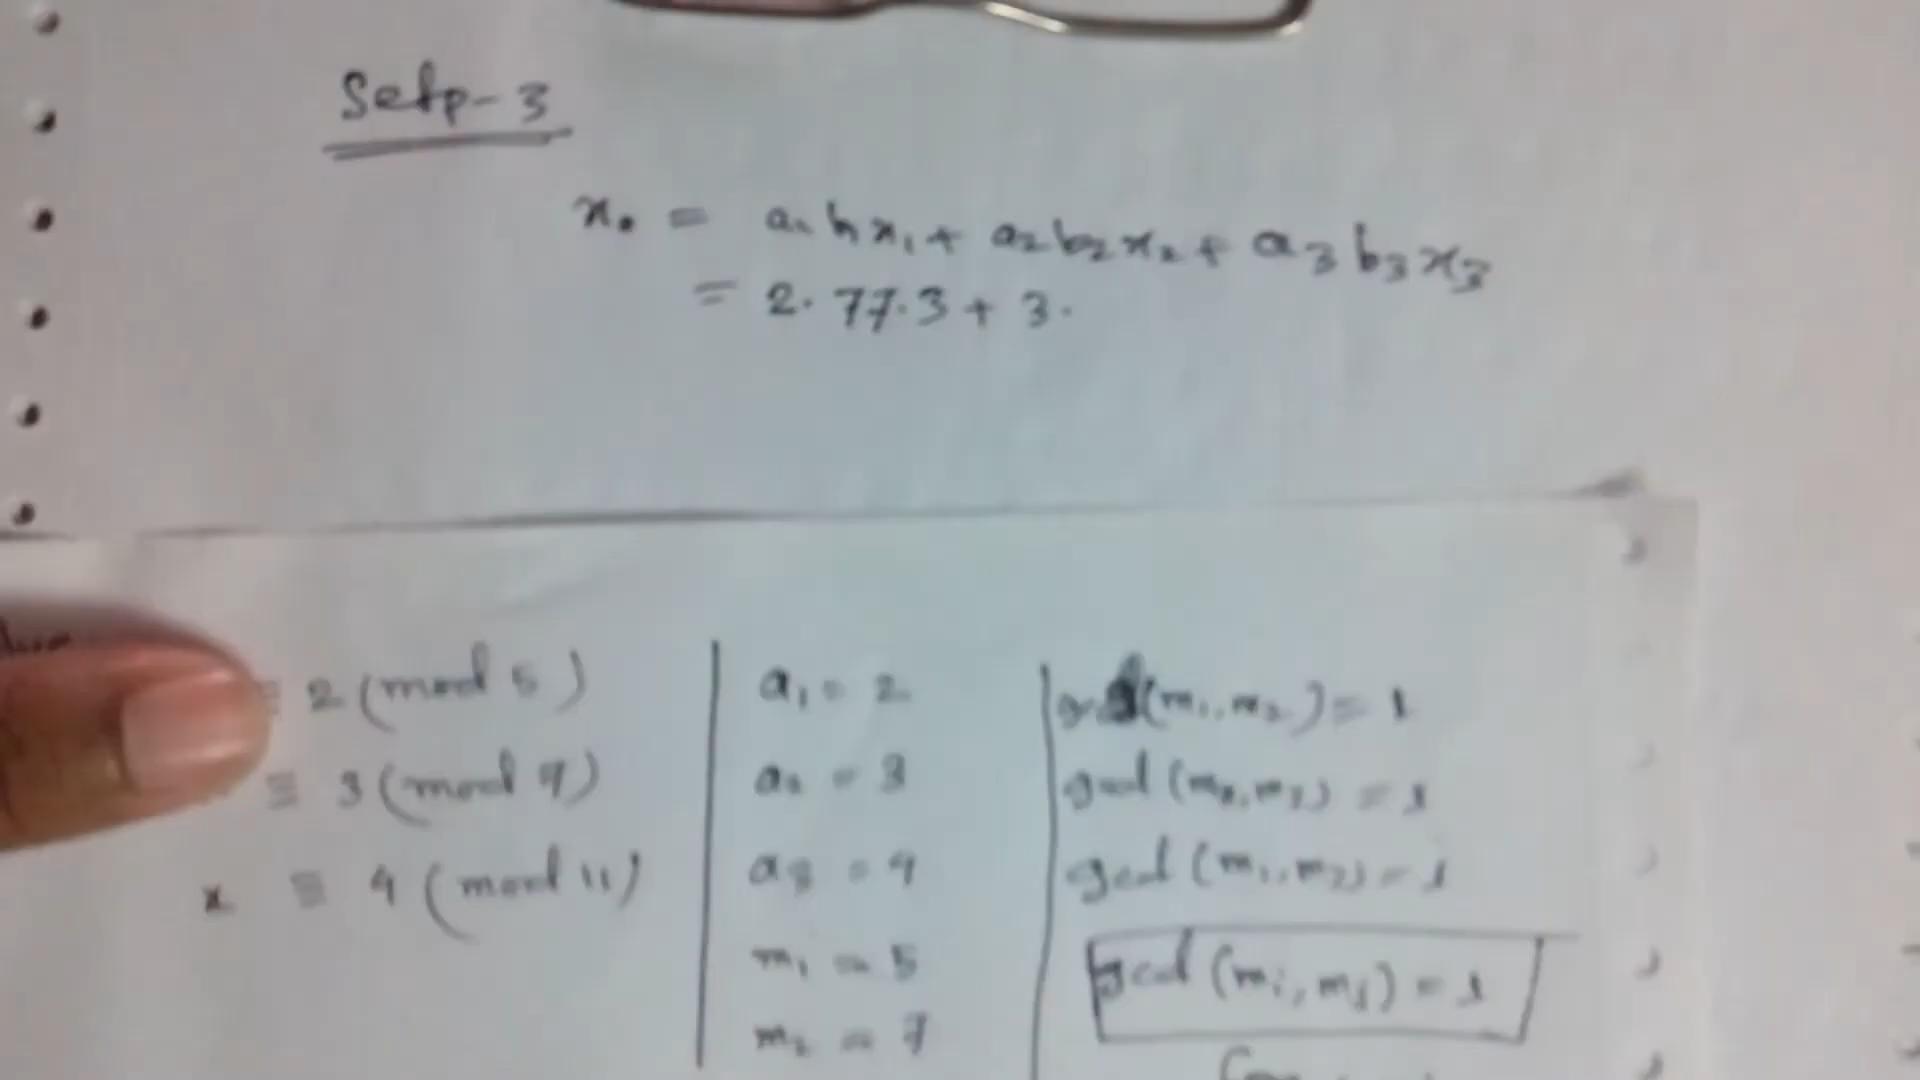 Setp-3
x₀ = a₁b₁x₁ + a₂b₂x₂ + a₃b₃x₃
= 2.77.3 + 3.
≡ 2 (mod 5)
≡ 3 (mod 7)
x ≡ 4 (mod 11)
a₁ = 2
a₂ = 3
a₃ = 4
m₁ = 5
m₂ = 7
gcd (m₁, m₂) = 1
gcd (m₂, m₃) = 1
gcd (m₁, m₂) = 1
gcd (mᵢ, mⱼ) = 1